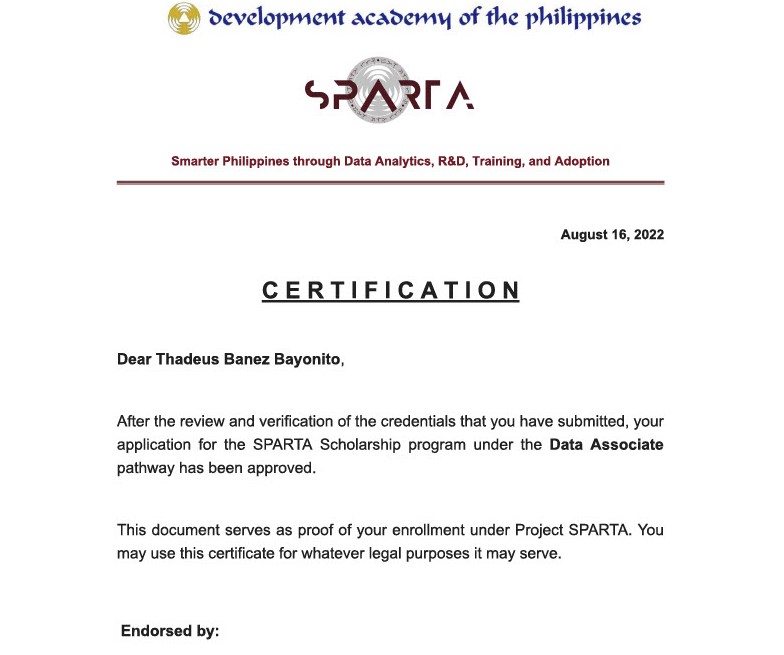 development academy of the philippines
SPARTA
Smarter Philippines through Data Analytics, R&D, Training, and Adoption
August 16, 2022
CERTIFICATION
Dear Thadeus Banez Bayonito,
After the review and verification of the credentials that you have submitted, your
application for the SPARTA Scholarship program under the Data Associate
pathway has been approved.
This document serves as proof of your enrollment under Project SPARTA. You
may use this certificate for whatever legal purposes it may serve.
Endorsed by: